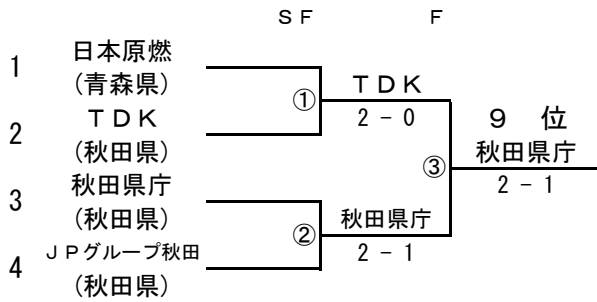 ＳＦ Ｆ
1 日本原燃
(青森県)
2 ＴＤＫ
(秋田県)
3 秋田県庁
(秋田県)
4 ＪＰグループ秋田
(秋田県)
① ＴＤＫ
２－０
② 秋田県庁
２－１
③ ９ 位
秋田県庁
２－１